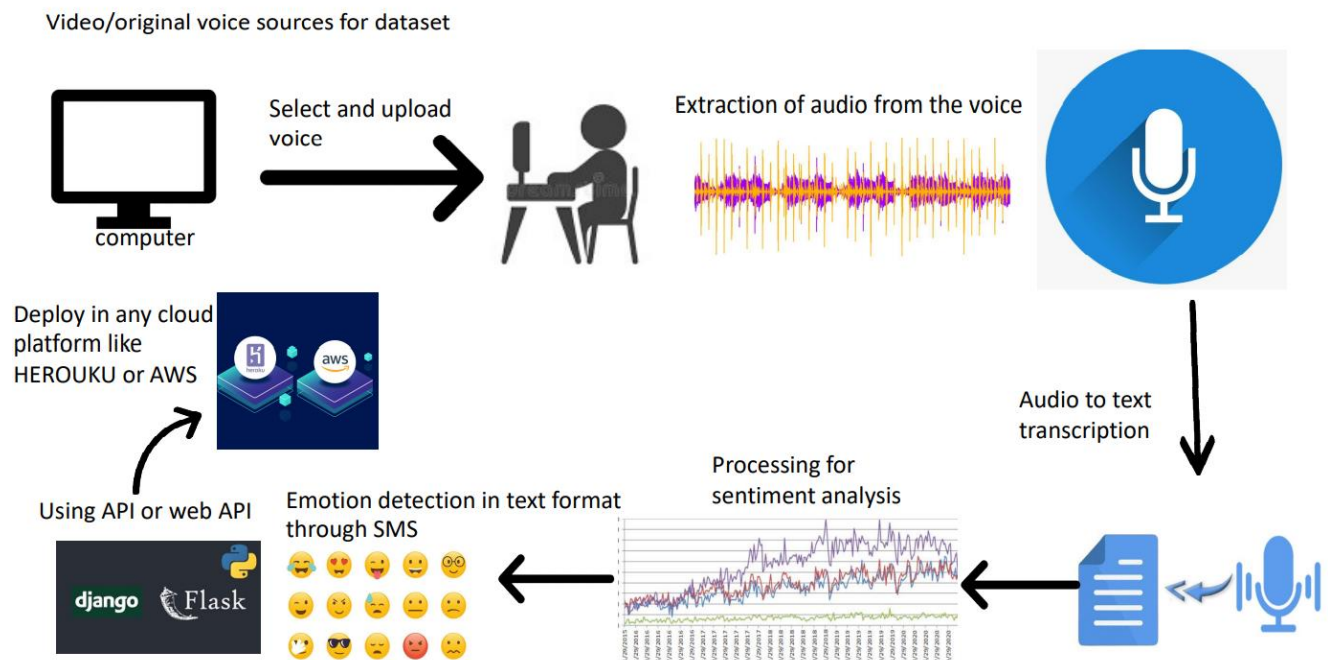 Video/original voice sources for dataset
Select and upload
voice
computer
Extraction of audio from the voice
Audio to text
transcription
Processing for
sentiment analysis
Emotion detection in text format
through SMS
Using API or web API
django
Flask
Deploy in any cloud
platform like
HEROUKU or AWS
heroku
aws